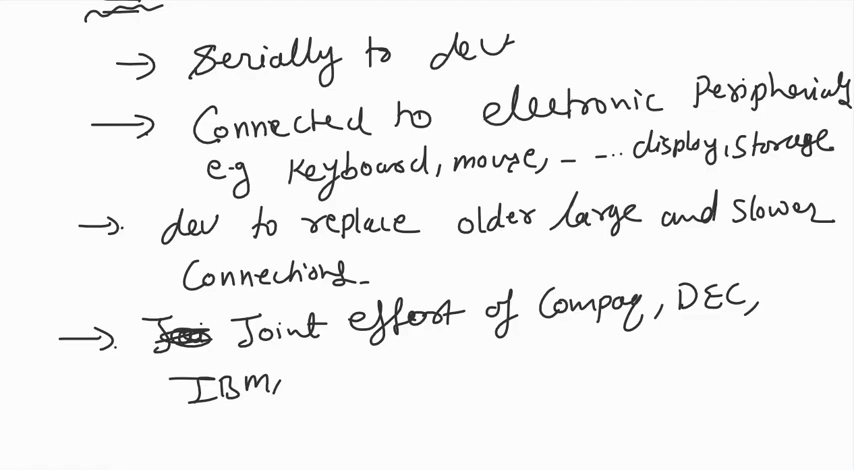 → Serially to dev
→ Connected to electronic Peripherials
e-g Keyboard, mouse, - - ... display, storage
→ dev to replace older large and slower
Connections-
→ Joint effort of Compaq, DEC,
IBM,